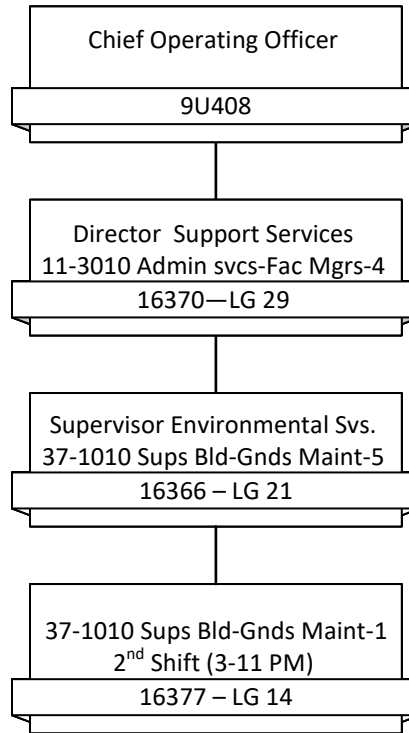 Chief Operating Officer
9U408
Director Support Services
11-3010 Admin svcs-Fac Mgrs-4
16370—LG 29
Supervisor Environmental Svs.
37-1010 Sups Bld-Gnds Maint-5
16366 – LG 21
37-1010 Sups Bld-Gnds Maint-1
2nd Shift (3-11 PM)
16377 – LG 14